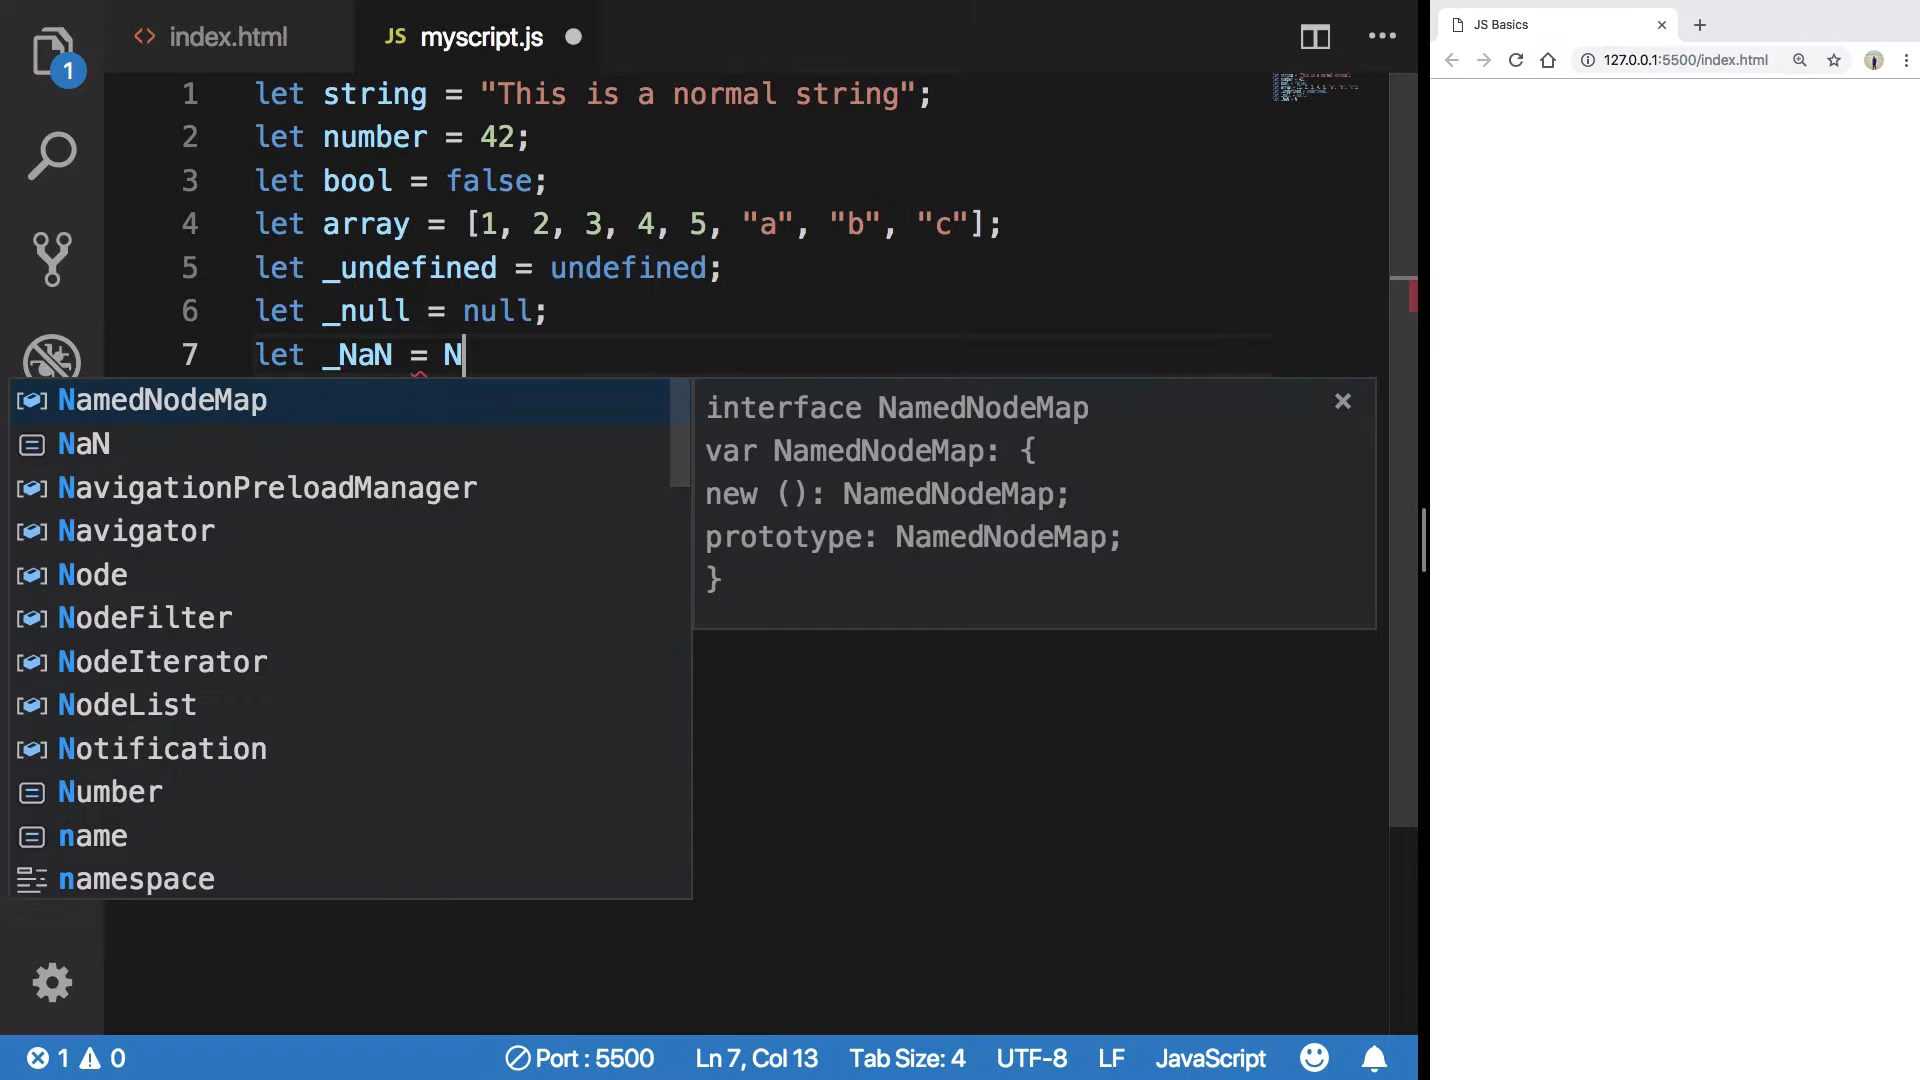 index.html
JS myscript.js
1
1 let string = "This is a normal string";
2 let number = 42;
3 let bool = false;
4 let array = [1, 2, 3, 4, 5, "a", "b", "c"];
5 let _undefined = undefined;
6 let _null = null;
7 let _NaN = N
NamedNodeMap
NaN
NavigationPreloadManager
Navigator
Node
NodeFilter
NodeIterator
NodeList
Notification
Number
name
namespace
interface NamedNodeMap
var NamedNodeMap: {
new (): NamedNodeMap;
prototype: NamedNodeMap;
}
1 0 Port : 5500 Ln 7, Col 13 Tab Size: 4 UTF-8 LF JavaScript
JS Basics
127.0.0.1:5500/index.html